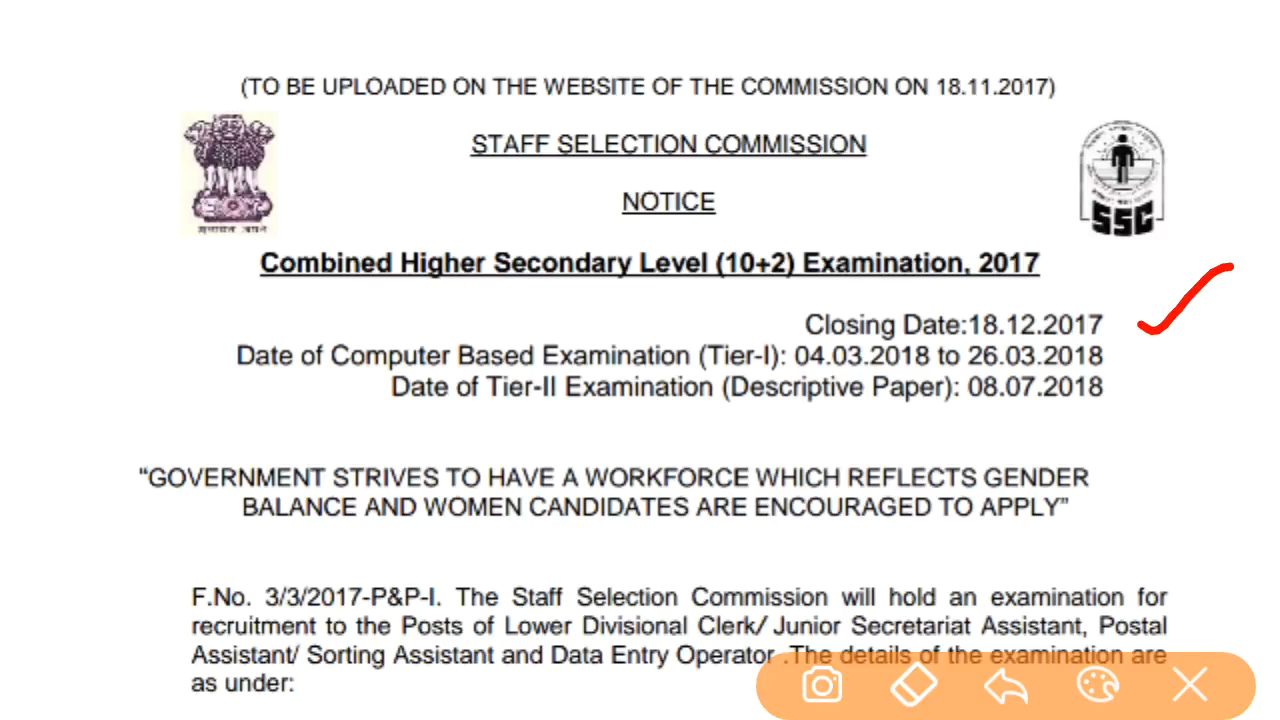 (TO BE UPLOADED ON THE WEBSITE OF THE COMMISSION ON 18.11.2017)
STAFF SELECTION COMMISSION
NOTICE
SSC
Combined Higher Secondary Level (10+2) Examination, 2017
Closing Date:18.12.2017
Date of Computer Based Examination (Tier-I): 04.03.2018 to 26.03.2018
Date of Tier-II Examination (Descriptive Paper): 08.07.2018
“GOVERNMENT STRIVES TO HAVE A WORKFORCE WHICH REFLECTS GENDER
BALANCE AND WOMEN CANDIDATES ARE ENCOURAGED TO APPLY”
F.No. 3/3/2017-P&P-I. The Staff Selection Commission will hold an examination for
recruitment to the Posts of Lower Divisional Clerk/ Junior Secretariat Assistant, Postal
Assistant/ Sorting Assistant and Data Entry Operator .The details of the examination are
as under: